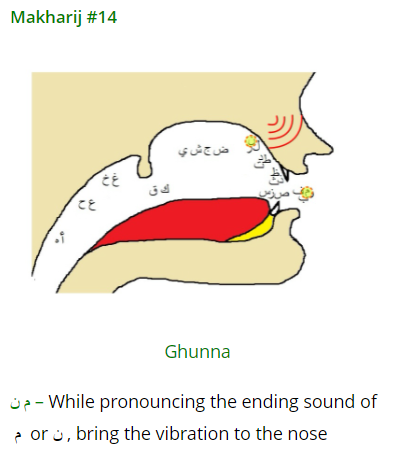 Makharij #14
ض ج ش ي
غ خ
ك ق
ع ح
ص ز س
أ ه
Ghunna
م ن – While pronouncing the ending sound of
م or ن, bring the vibration to the nose